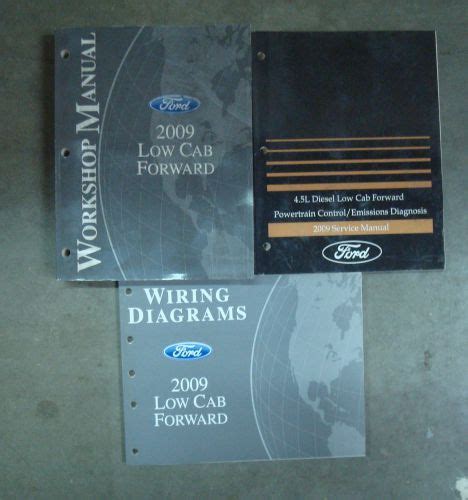 WORKSHOP MANUAL
Ford
2009
LOW CAB
FORWARD
4.5L Diesel Low Cab Forward
Powertrain Control/Emissions Diagnosis
2009 Service Manual
Ford
WIRING
DIAGRAMS
Ford
2009
LOW CAB
FORWARD